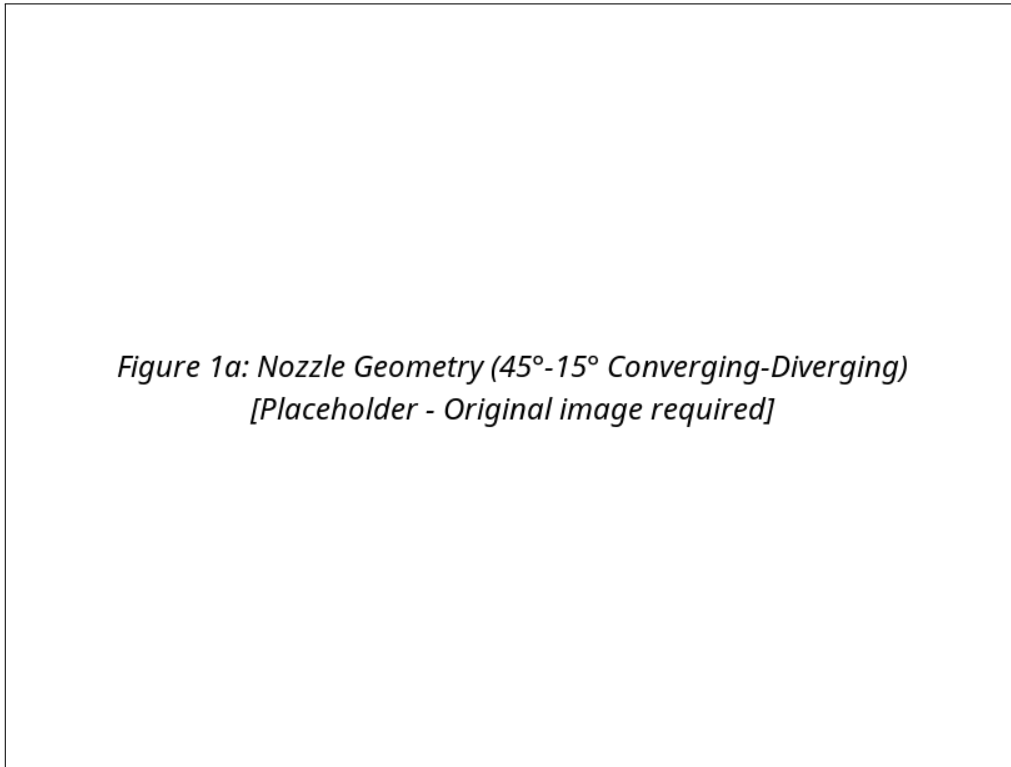 Figure 1a: Nozzle Geometry (45°-15° Converging-Diverging)
[Placeholder - Original image required]